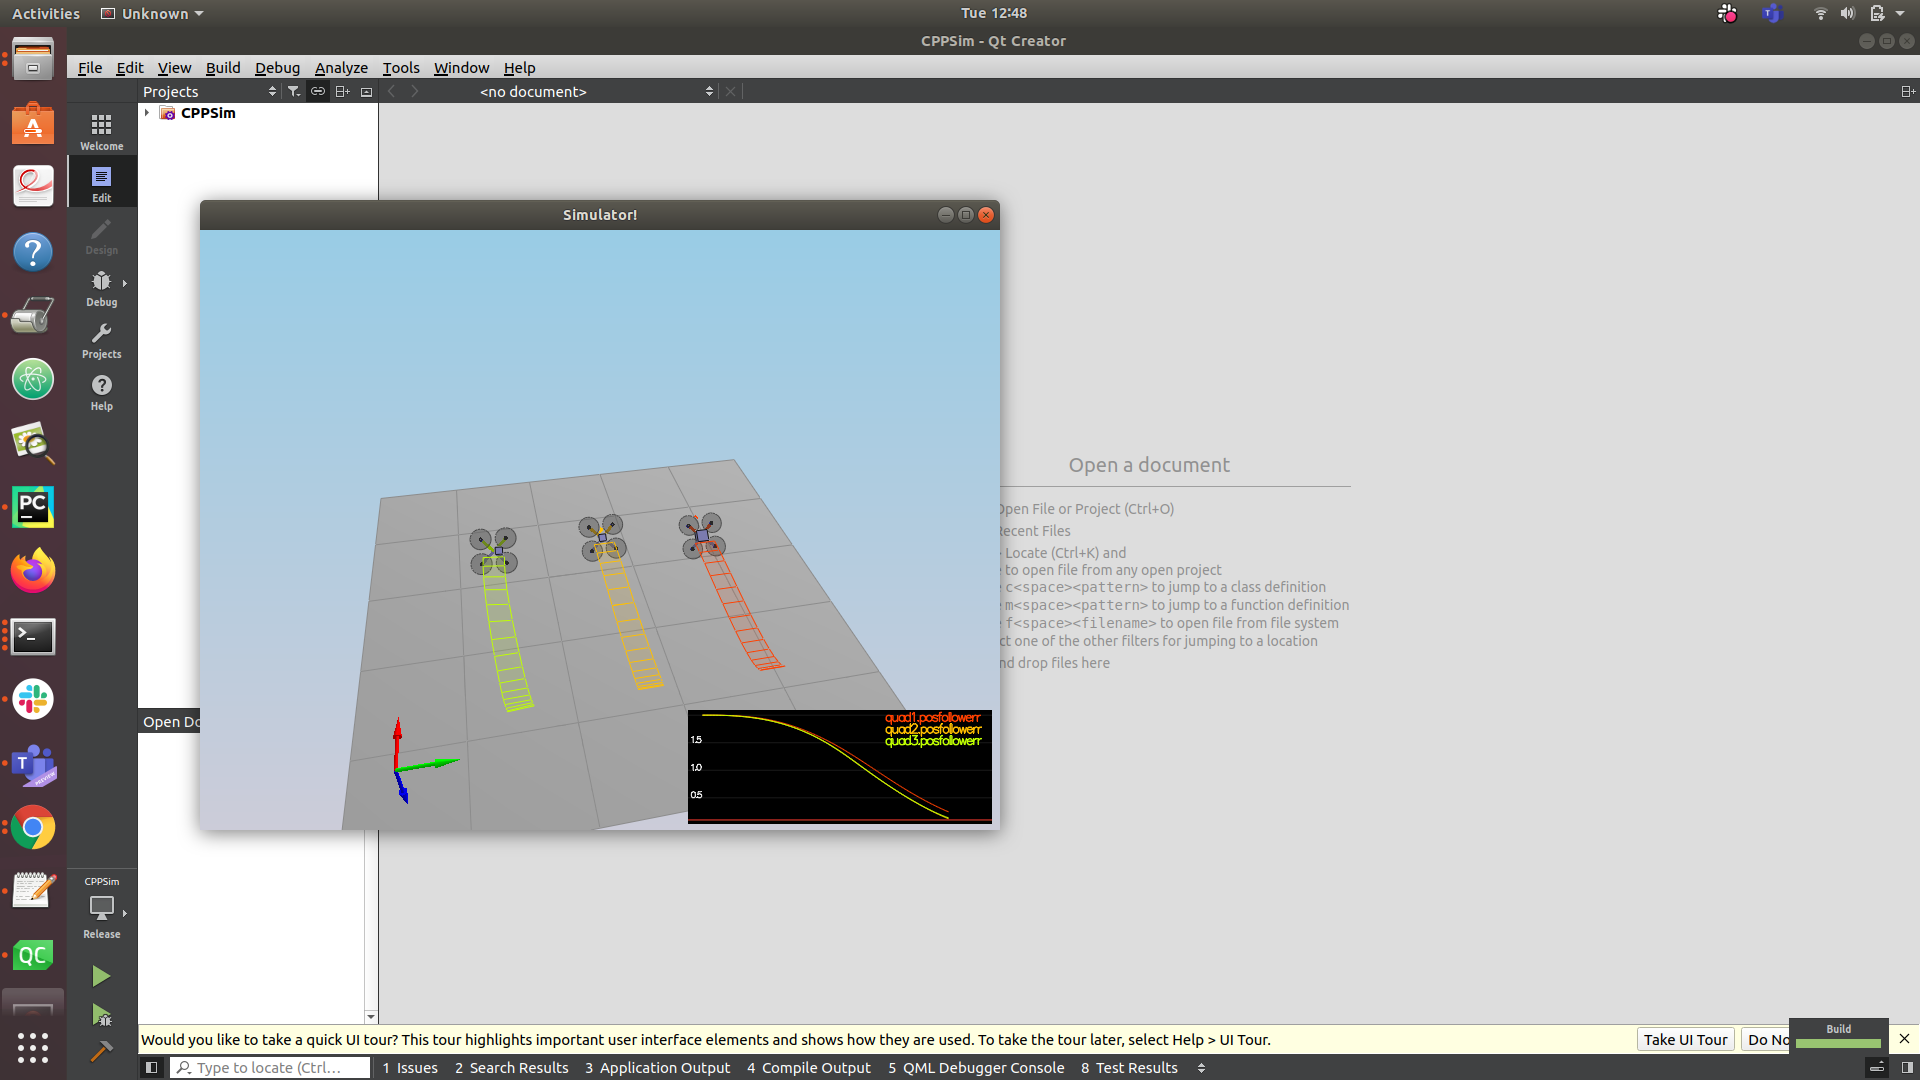 Activities Unknown Tue 12:48
CPPSim - Qt Creator
File Edit View Build Debug Analyze Tools Window Help
Projects <no document>
CPPSim
Welcome
Edit
Design
Debug
Projects
Help
Simulator!
PC
Open a document
Open File or Project (Ctrl+O)
Recent Files
Locate (Ctrl+K) and
to open file from any open project
c<space><pattern> to jump to a class definition
m<space><pattern> to jump to a function definition
f<space><filename> to open file from file system
ct one of the other filters for jumping to a location
nd drop files here
Open Do
quad1.posfollowerr
quad2.posfollowerr
quad3.posfollowerr
1.5
1.0
0.5
T
PREVIEW
CPPSim
Release
QC
Would you like to take a quick UI tour? This tour highlights important user interface elements and shows how they are used. To take the tour later, select Help > UI Tour.
Take UI Tour
Do No
Build
Type to locate (Ctrl... 1 Issues 2 Search Results 3 Application Output 4 Compile Output 5 QML Debugger Console 8 Test Results